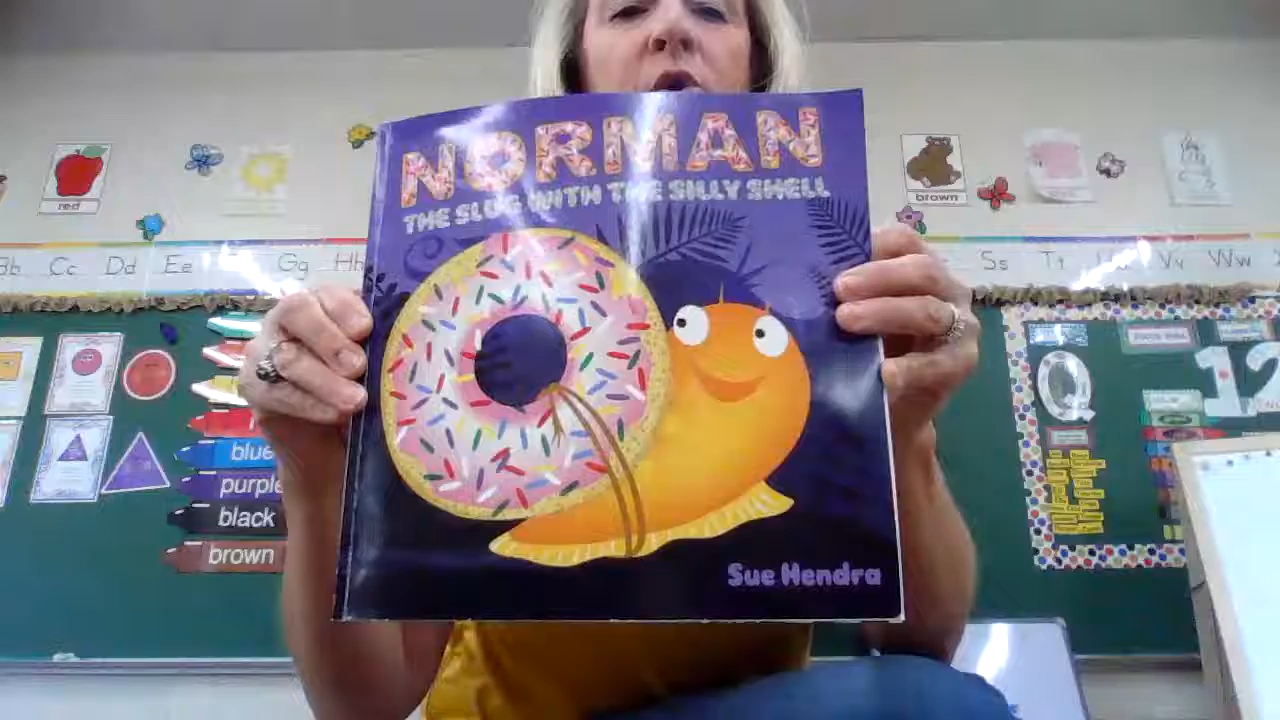 NORMAN
THE SLUG WITH THE SILLY SHELL
Sue Hendra
red
brown
Bb Cc Dd Ee Gg Hh Ss Tt Vv Ww
blue
purple
black
brown
Q
12